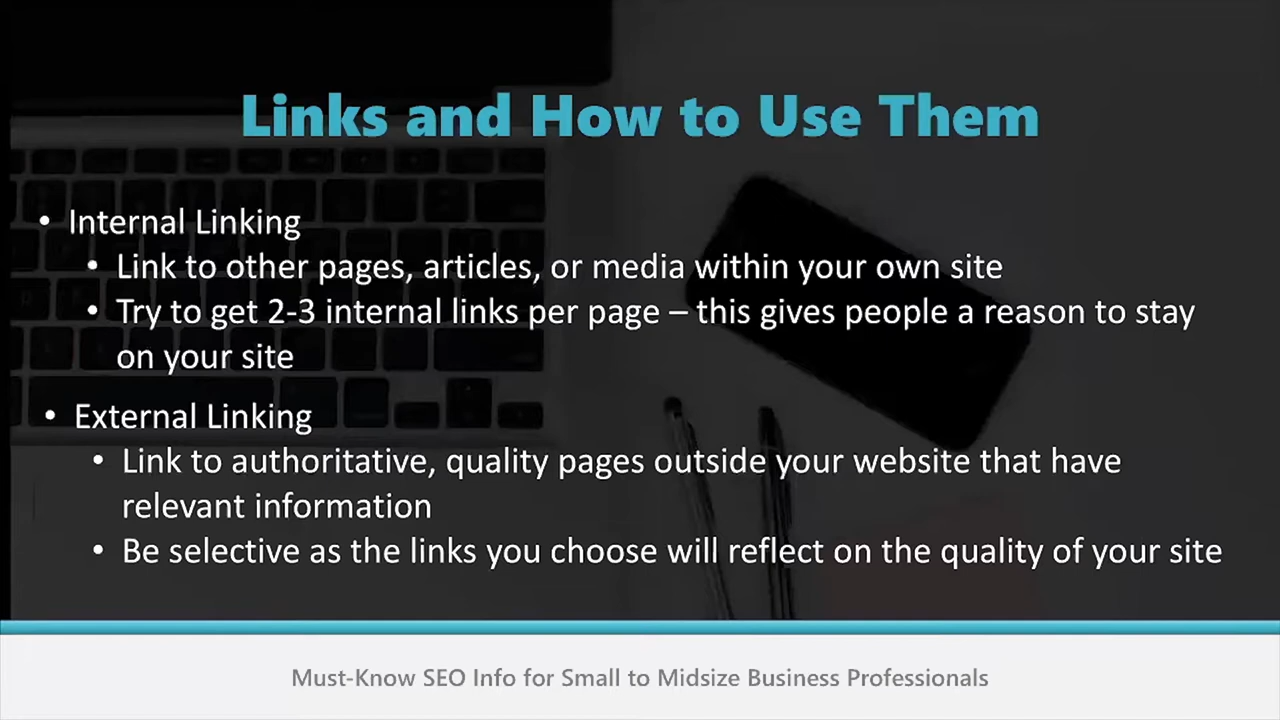 Links and How to Use Them
• Internal Linking
• Link to other pages, articles, or media within your own site
• Try to get 2-3 internal links per page – this gives people a reason to stay
on your site
• External Linking
• Link to authoritative, quality pages outside your website that have
relevant information
• Be selective as the links you choose will reflect on the quality of your site
Must-Know SEO Info for Small to Midsize Business Professionals